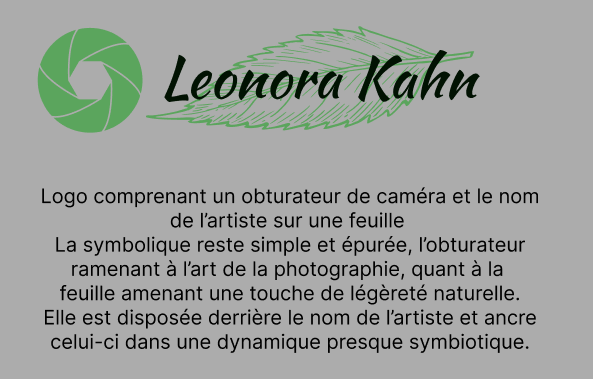 Leonora Kahn
Logo comprenant un obturateur de caméra et le nom
de l’artiste sur une feuille
La symbolique reste simple et épurée, l’obturateur
ramenant à l’art de la photographie, quant à la
feuille amenant une touche de légèreté naturelle.
Elle est disposée derrière le nom de l’artiste et ancre
celui-ci dans une dynamique presque symbiotique.